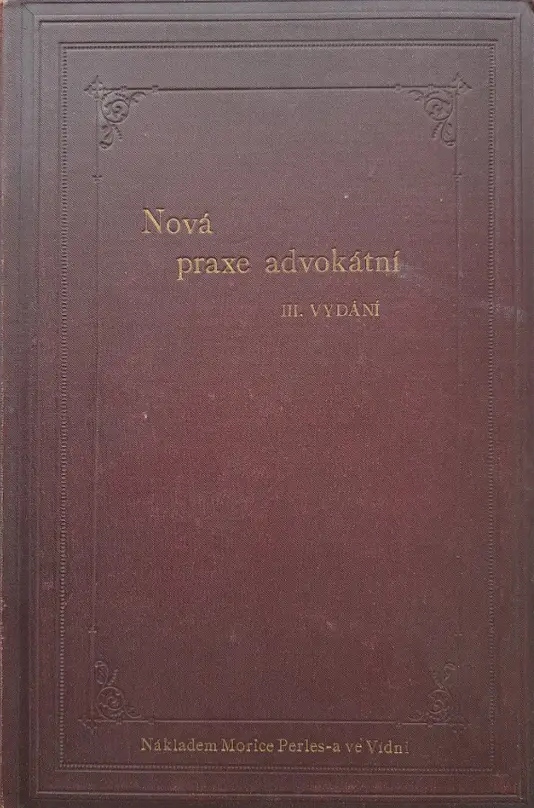 Nová
praxe advokátní
III. VYDÁNÍ
Nákladem Morice Perles-a ve Vídni